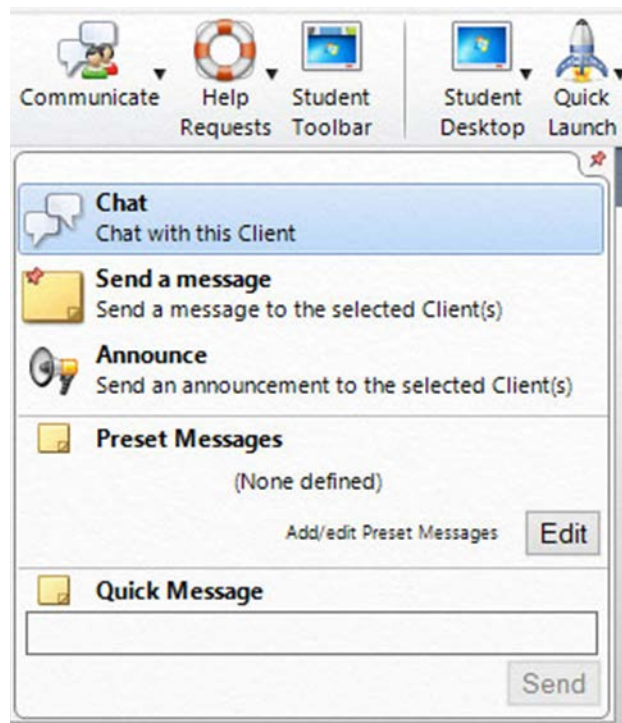 Communicate Help Requests Student Toolbar Student Desktop Quick Launch
Chat
Chat with this Client
Send a message
Send a message to the selected Client(s)
Announce
Send an announcement to the selected Client(s)
Preset Messages
(None defined)
Add/edit Preset Messages Edit
Quick Message
Send